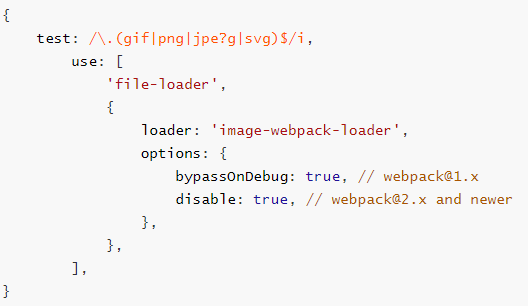 {
    test: /\.(gif|png|jpe?g|svg)$/i,
        use: [
            'file-loader',
            {
                loader: 'image-webpack-loader',
                options: {
                    bypassOnDebug: true, // webpack@1.x
                    disable: true, // webpack@2.x and newer
                },
            },
        ],
}